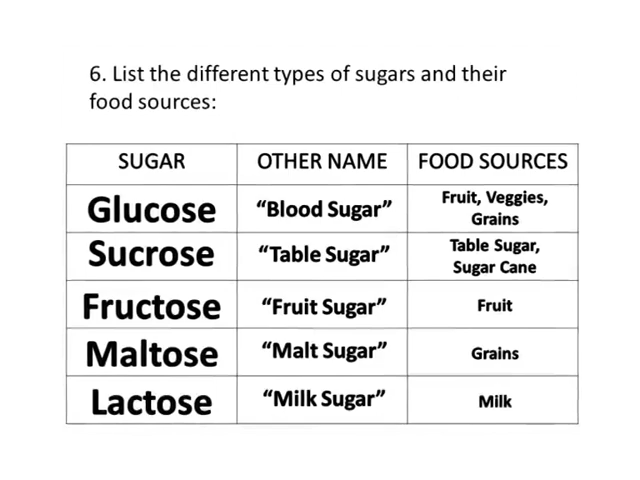 6. List the different types of sugars and their
food sources:
SUGAR OTHER NAME FOOD SOURCES
Glucose “Blood Sugar” Fruit, Veggies,
Grains
Sucrose “Table Sugar” Table Sugar,
Sugar Cane
Fructose “Fruit Sugar” Fruit
Maltose “Malt Sugar” Grains
Lactose “Milk Sugar” Milk